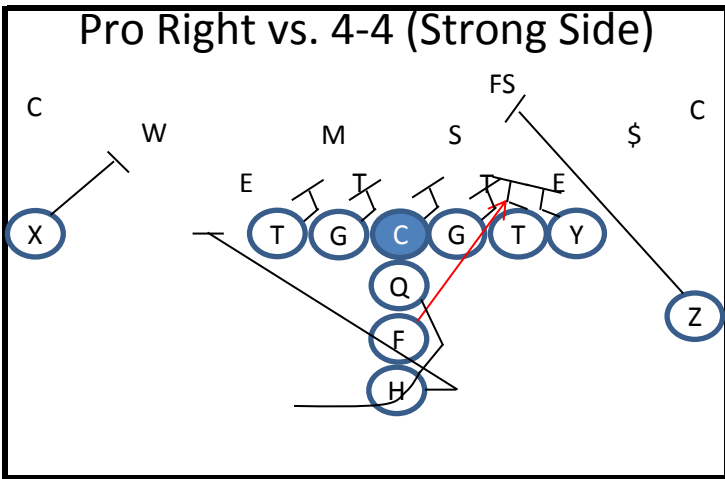 Pro Right vs. 4-4 (Strong Side)
FS
C C
W M S $
E T T E
X T G C G T Y
Q
Z
F
H